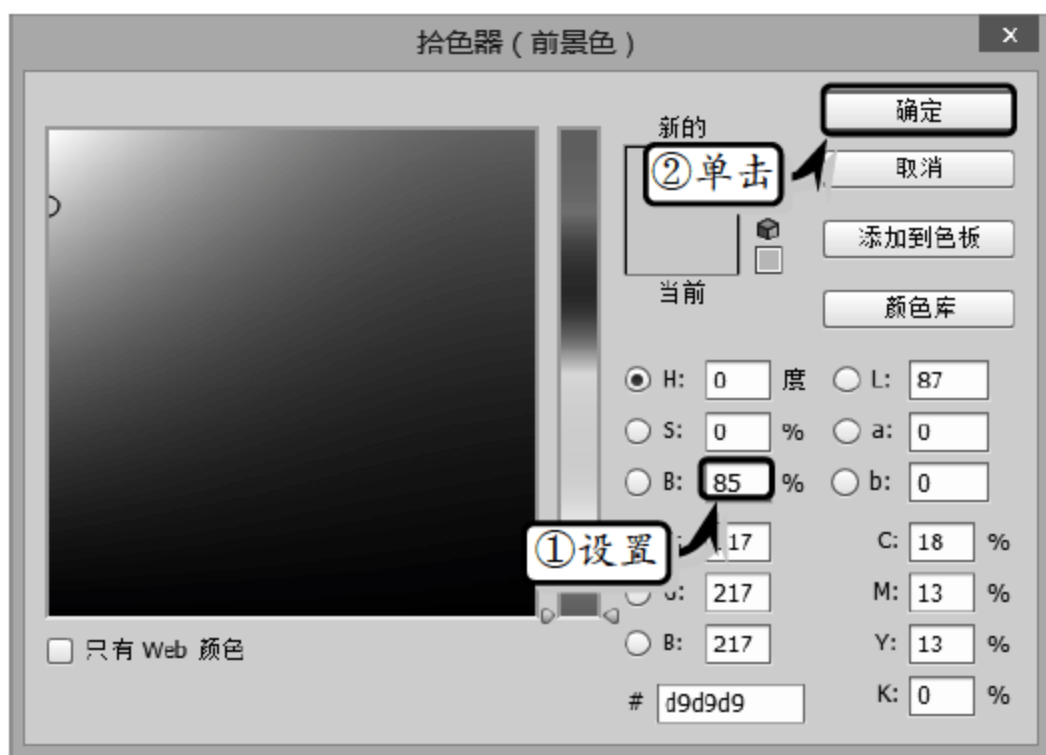 拾色器（前景色）
x
新的
确定
②单击
取消
添加到色板
当前
颜色库
H: 0 度
L: 87
S: 0 %
a: 0
B: 85 %
b: 0
①设置
17
C: 18 %
G: 217
M: 13 %
B: 217
Y: 13 %
只有 Web 颜色
# d9d9d9
K: 0 %